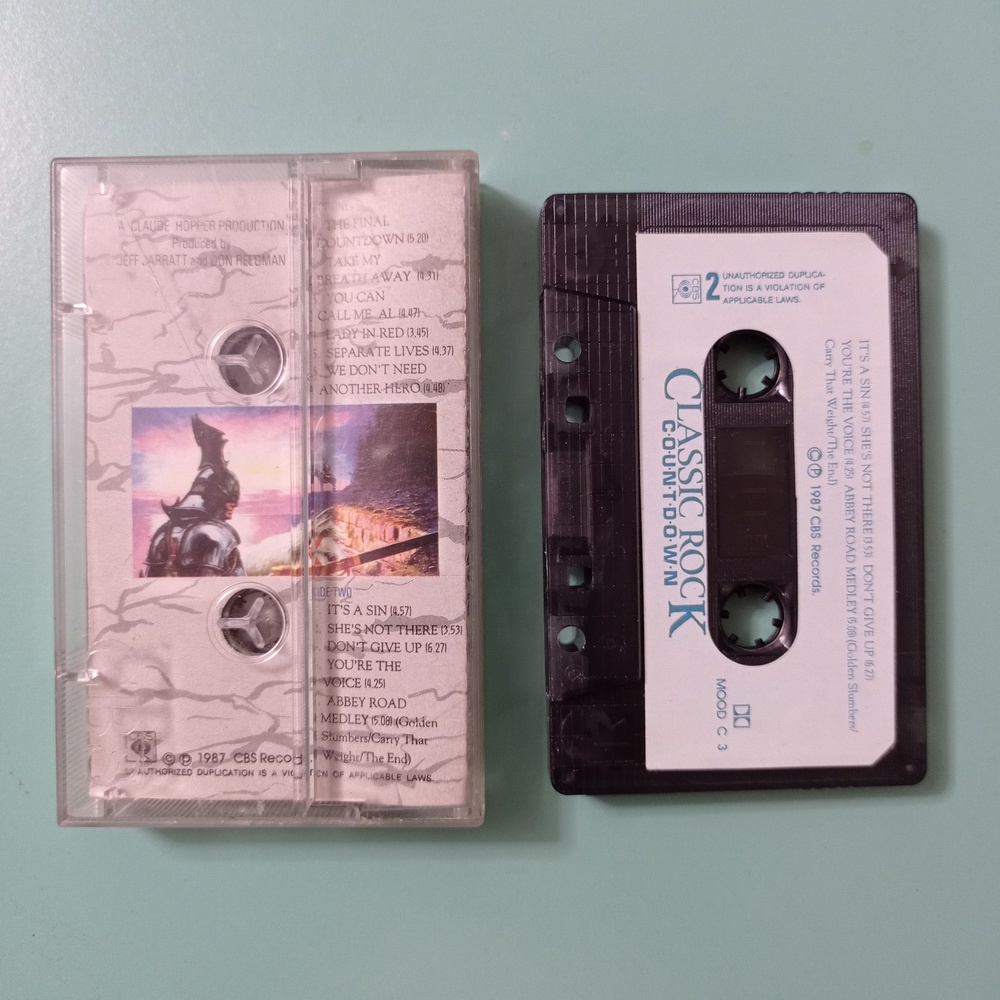 A CLAUDE HOPPER PRODUCTION
Produced by
JEFF JARRATT and DON REEDMAN
THE FINAL
COUNTDOWN (5.20)
TAKE MY
BREATH AWAY (4.31)
YOU CAN
CALL ME AL (4.47)
LADY IN RED (3.45)
SEPARATE LIVES (4.37)
WE DON'T NEED
ANOTHER HERO (4.48)
SIDE TWO
IT'S A SIN (4.57)
SHE'S NOT THERE (3.53)
DON'T GIVE UP (6.27)
YOU'RE THE
VOICE (4.25)
ABBEY ROAD
MEDLEY (5.08) (Golden
Slumbers/Carry That
Weight/The End)
CBS
© ℗ 1987 CBS Records.
UNAUTHORIZED DUPLICATION IS A VIOLATION OF APPLICABLE LAWS
CBS
2
UNAUTHORIZED DUPLICA-
TION IS A VIOLATION OF
APPLICABLE LAWS.
CLASSIC ROCK
C·O·U·N·T·D·O·W·N
IT'S A SIN (4.57) SHE'S NOT THERE (3.53) DON'T GIVE UP (6.27)
YOU'RE THE VOICE (4.25) ABBEY ROAD MEDLEY (5.08) (Golden Slumbers/
Carry That Weight/The End)
© ℗ 1987 CBS Records.
MOOD C 3